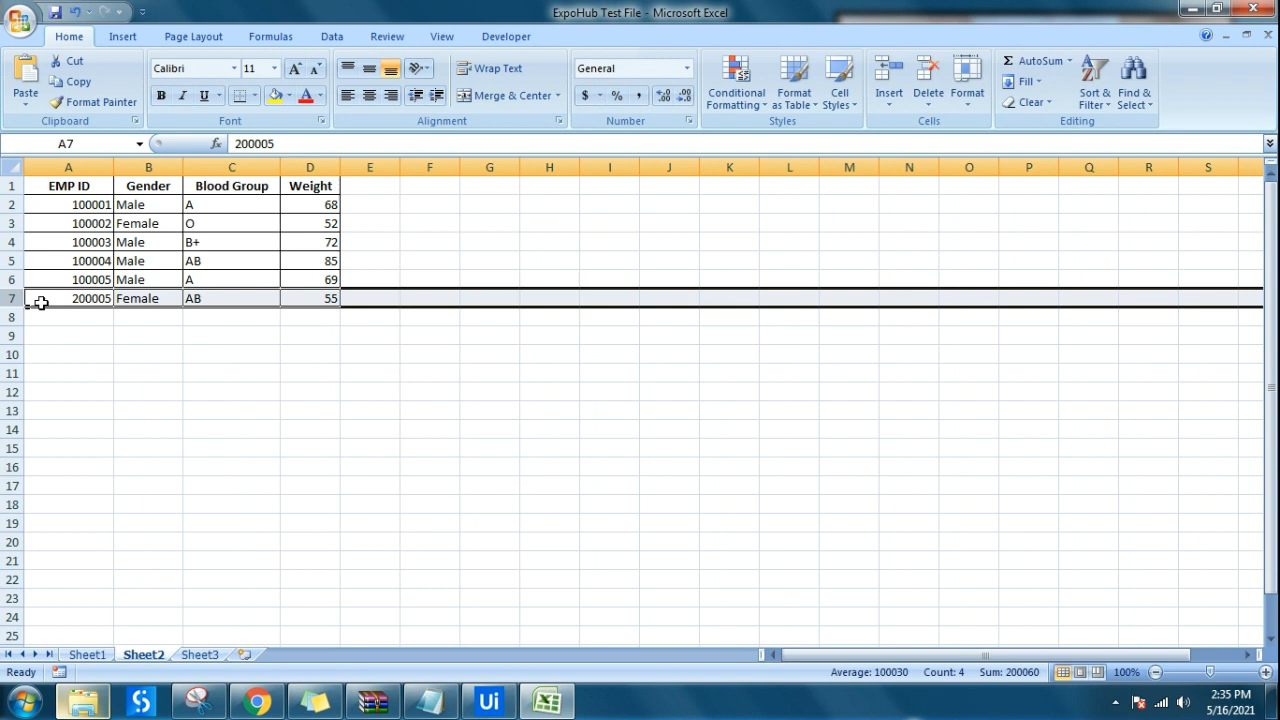 ExpoHub Test File - Microsoft Excel
Home Insert Page Layout Formulas Data Review View Developer
Paste
Cut
Copy
Format Painter
Clipboard
Calibri 11
B I U
Font
Wrap Text
Merge & Center
Alignment
General
$ % ,
Number
Conditional Formatting
Format as Table
Cell Styles
Styles
Insert Delete Format
Cells
Σ AutoSum
Fill
Clear
Sort & Filter
Find & Select
Editing
A7 fx 200005
A B C D E F G H I J K L M N O P Q R S
1 EMP ID Gender Blood Group Weight
2 100001 Male A 68
3 100002 Female O 52
4 100003 Male B+ 72
5 100004 Male AB 85
6 100005 Male A 69
7 200005 Female AB 55
8
9
10
11
12
13
14
15
16
17
18
19
20
21
22
23
24
25
Sheet1 Sheet2 Sheet3
Ready Average: 100030 Count: 4 Sum: 200060 100%
S Ui
2:35 PM
5/16/2021